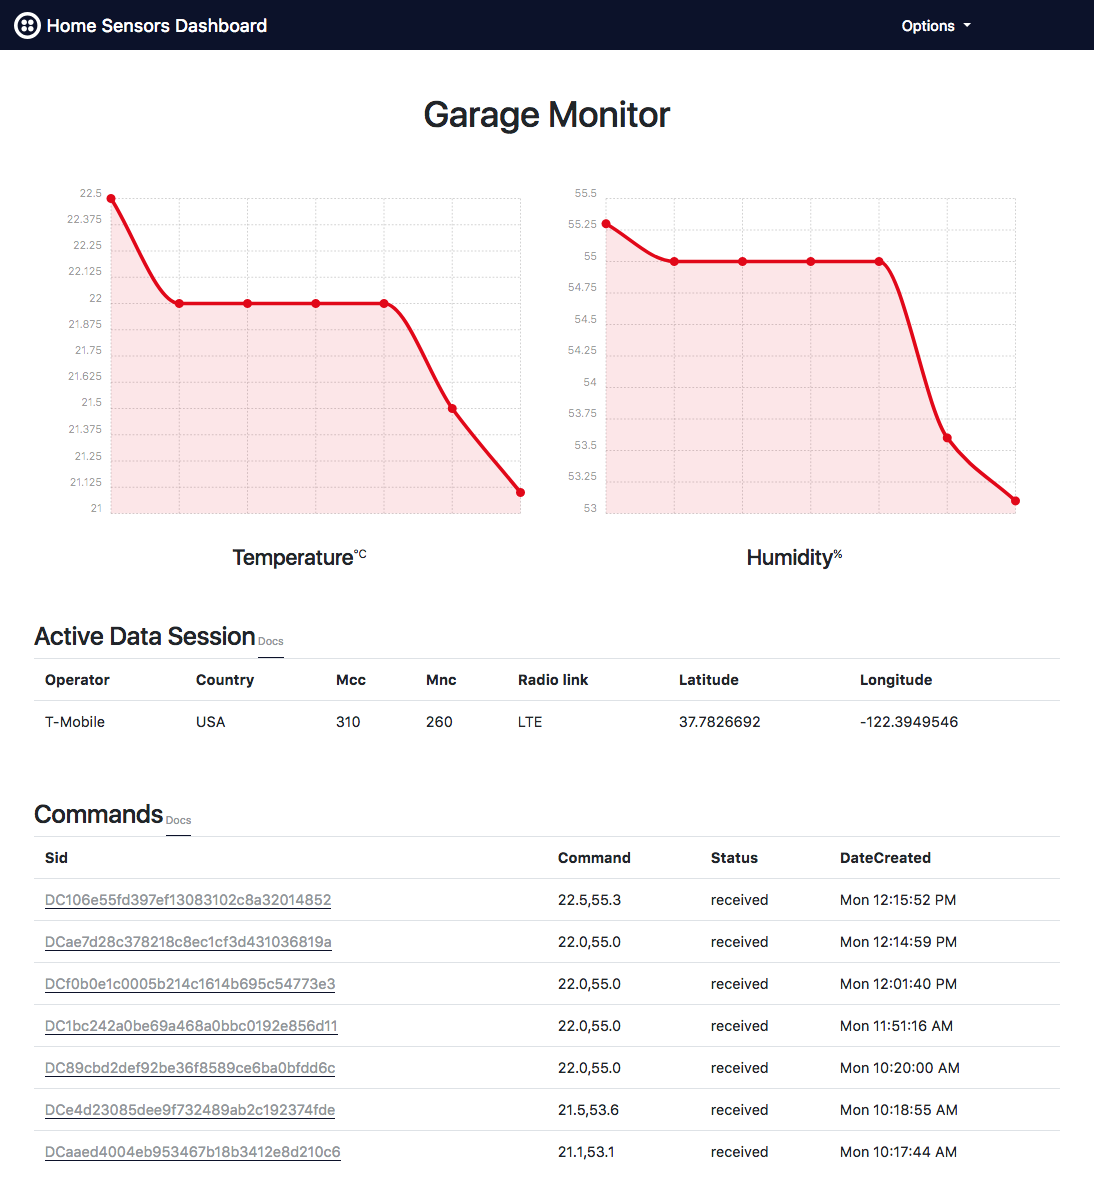 Home Sensors Dashboard
Options
Garage Monitor
22.5
22.375
22.25
22.125
22
21.875
21.75
21.625
21.5
21.375
21.25
21.125
21
Temperature°C
55.5
55.25
55
54.75
54.5
54.25
54
53.75
53.5
53.25
53
Humidity%
Active Data Session Docs
Operator Country Mcc Mnc Radio link Latitude Longitude
T-Mobile USA 310 260 LTE 37.7826692 -122.3949546
Commands Docs
Sid Command Status DateCreated
DC106e55fd397ef13083102c8a32014852 22.5,55.3 received Mon 12:15:52 PM
DCae7d28c378218c8ec1cf3d431036819a 22.0,55.0 received Mon 12:14:59 PM
DCf0b0e1c0005b214c1614b695c54773e3 22.0,55.0 received Mon 12:01:40 PM
DC1bc242a0be69a468a0bbc0192e856d11 22.0,55.0 received Mon 11:51:16 AM
DC89cbd2def92be36f8589ce6ba0bfdd6c 22.0,55.0 received Mon 10:20:00 AM
DCe4d23085dee9f732489ab2c192374fde 21.5,53.6 received Mon 10:18:55 AM
DCaaed4004eb953467b18b3412e8d210c6 21.1,53.1 received Mon 10:17:44 AM